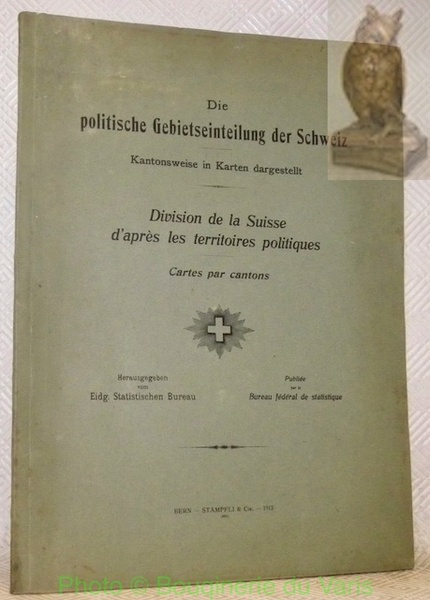 Die
politische Gebietseinteilung der Schweiz
Kantonsweise in Karten dargestellt
Division de la Suisse
d'après les territoires politiques
Cartes par cantons
Herausgegeben
vom
Eidg. Statistischen Bureau
Publiée
par le
Bureau fédéral de statistique
BERN — STÄMPFLI & Cie. — 1915
Photo © Bouquinerie du Varis